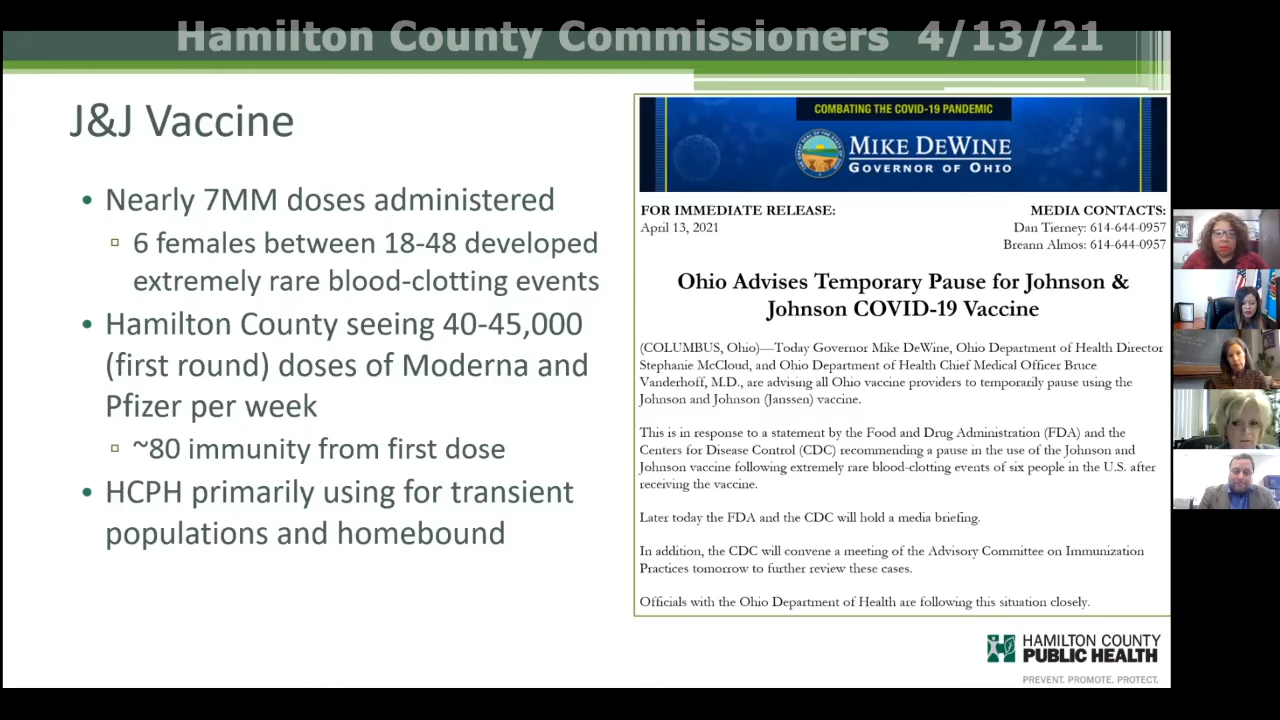 Hamilton County Commissioners 4/13/21
J&J Vaccine
• Nearly 7MM doses administered
▫ 6 females between 18-48 developed
extremely rare blood-clotting events
• Hamilton County seeing 40-45,000
(first round) doses of Moderna and
Pfizer per week
▫ ~80 immunity from first dose
• HCPH primarily using for transient
populations and homebound
COMBATING THE COVID-19 PANDEMIC
MIKE DEWINE
GOVERNOR OF OHIO
FOR IMMEDIATE RELEASE:
April 13, 2021
MEDIA CONTACTS:
Dan Tierney: 614-644-0957
Breann Almos: 614-644-0957
Ohio Advises Temporary Pause for Johnson &
Johnson COVID-19 Vaccine
(COLUMBUS, Ohio)—Today Governor Mike DeWine, Ohio Department of Health Director
Stephanie McCloud, and Ohio Department of Health Chief Medical Officer Bruce
Vanderhoff, M.D., are advising all Ohio vaccine providers to temporarily pause using the
Johnson and Johnson (Janssen) vaccine.
This is in response to a statement by the Food and Drug Administration (FDA) and the
Centers for Disease Control (CDC) recommending a pause in the use of the Johnson and
Johnson vaccine following extremely rare blood-clotting events of six people in the U.S. after
receiving the vaccine.
Later today the FDA and the CDC will hold a media briefing.
In addition, the CDC will convene a meeting of the Advisory Committee on Immunization
Practices tomorrow to further review these cases.
Officials with the Ohio Department of Health are following this situation closely.
HAMILTON COUNTY
PUBLIC HEALTH
PREVENT. PROMOTE. PROTECT.